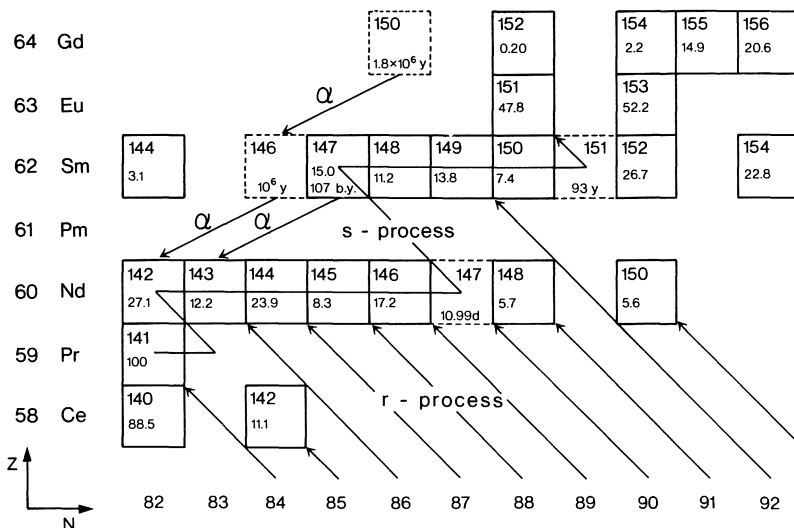 150 152 154 155 156
64 Gd 0.20 2.2 14.9 20.6
1.8×10⁶ y
151 153
63 Eu α 47.8 52.2
144 146 147 148 149 150 151 152 154
62 Sm 15.0 11.2 13.8 7.4 26.7 22.8
3.1 10⁶ y 107 b.y. 93 y
α α
61 Pm s - process
142 143 144 145 146 147 148 150
60 Nd 27.1 12.2 23.9 8.3 17.2 5.7 5.6
10.99d
141
59 Pr 100
140 142 r - process
58 Ce 88.5 11.1
Z
82 83 84 85 86 87 88 89 90 91 92
N